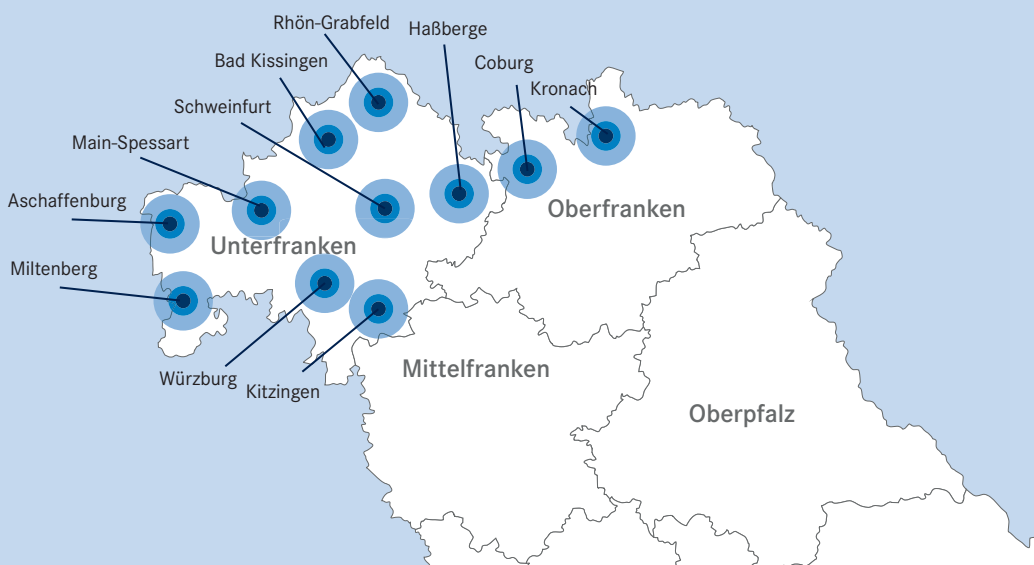 Rhön-Grabfeld
Haßberge
Bad Kissingen
Coburg
Kronach
Schweinfurt
Main-Spessart
Aschaffenburg
Oberfranken
Unterfranken
Miltenberg
Mittelfranken
Würzburg
Kitzingen
Oberpfalz